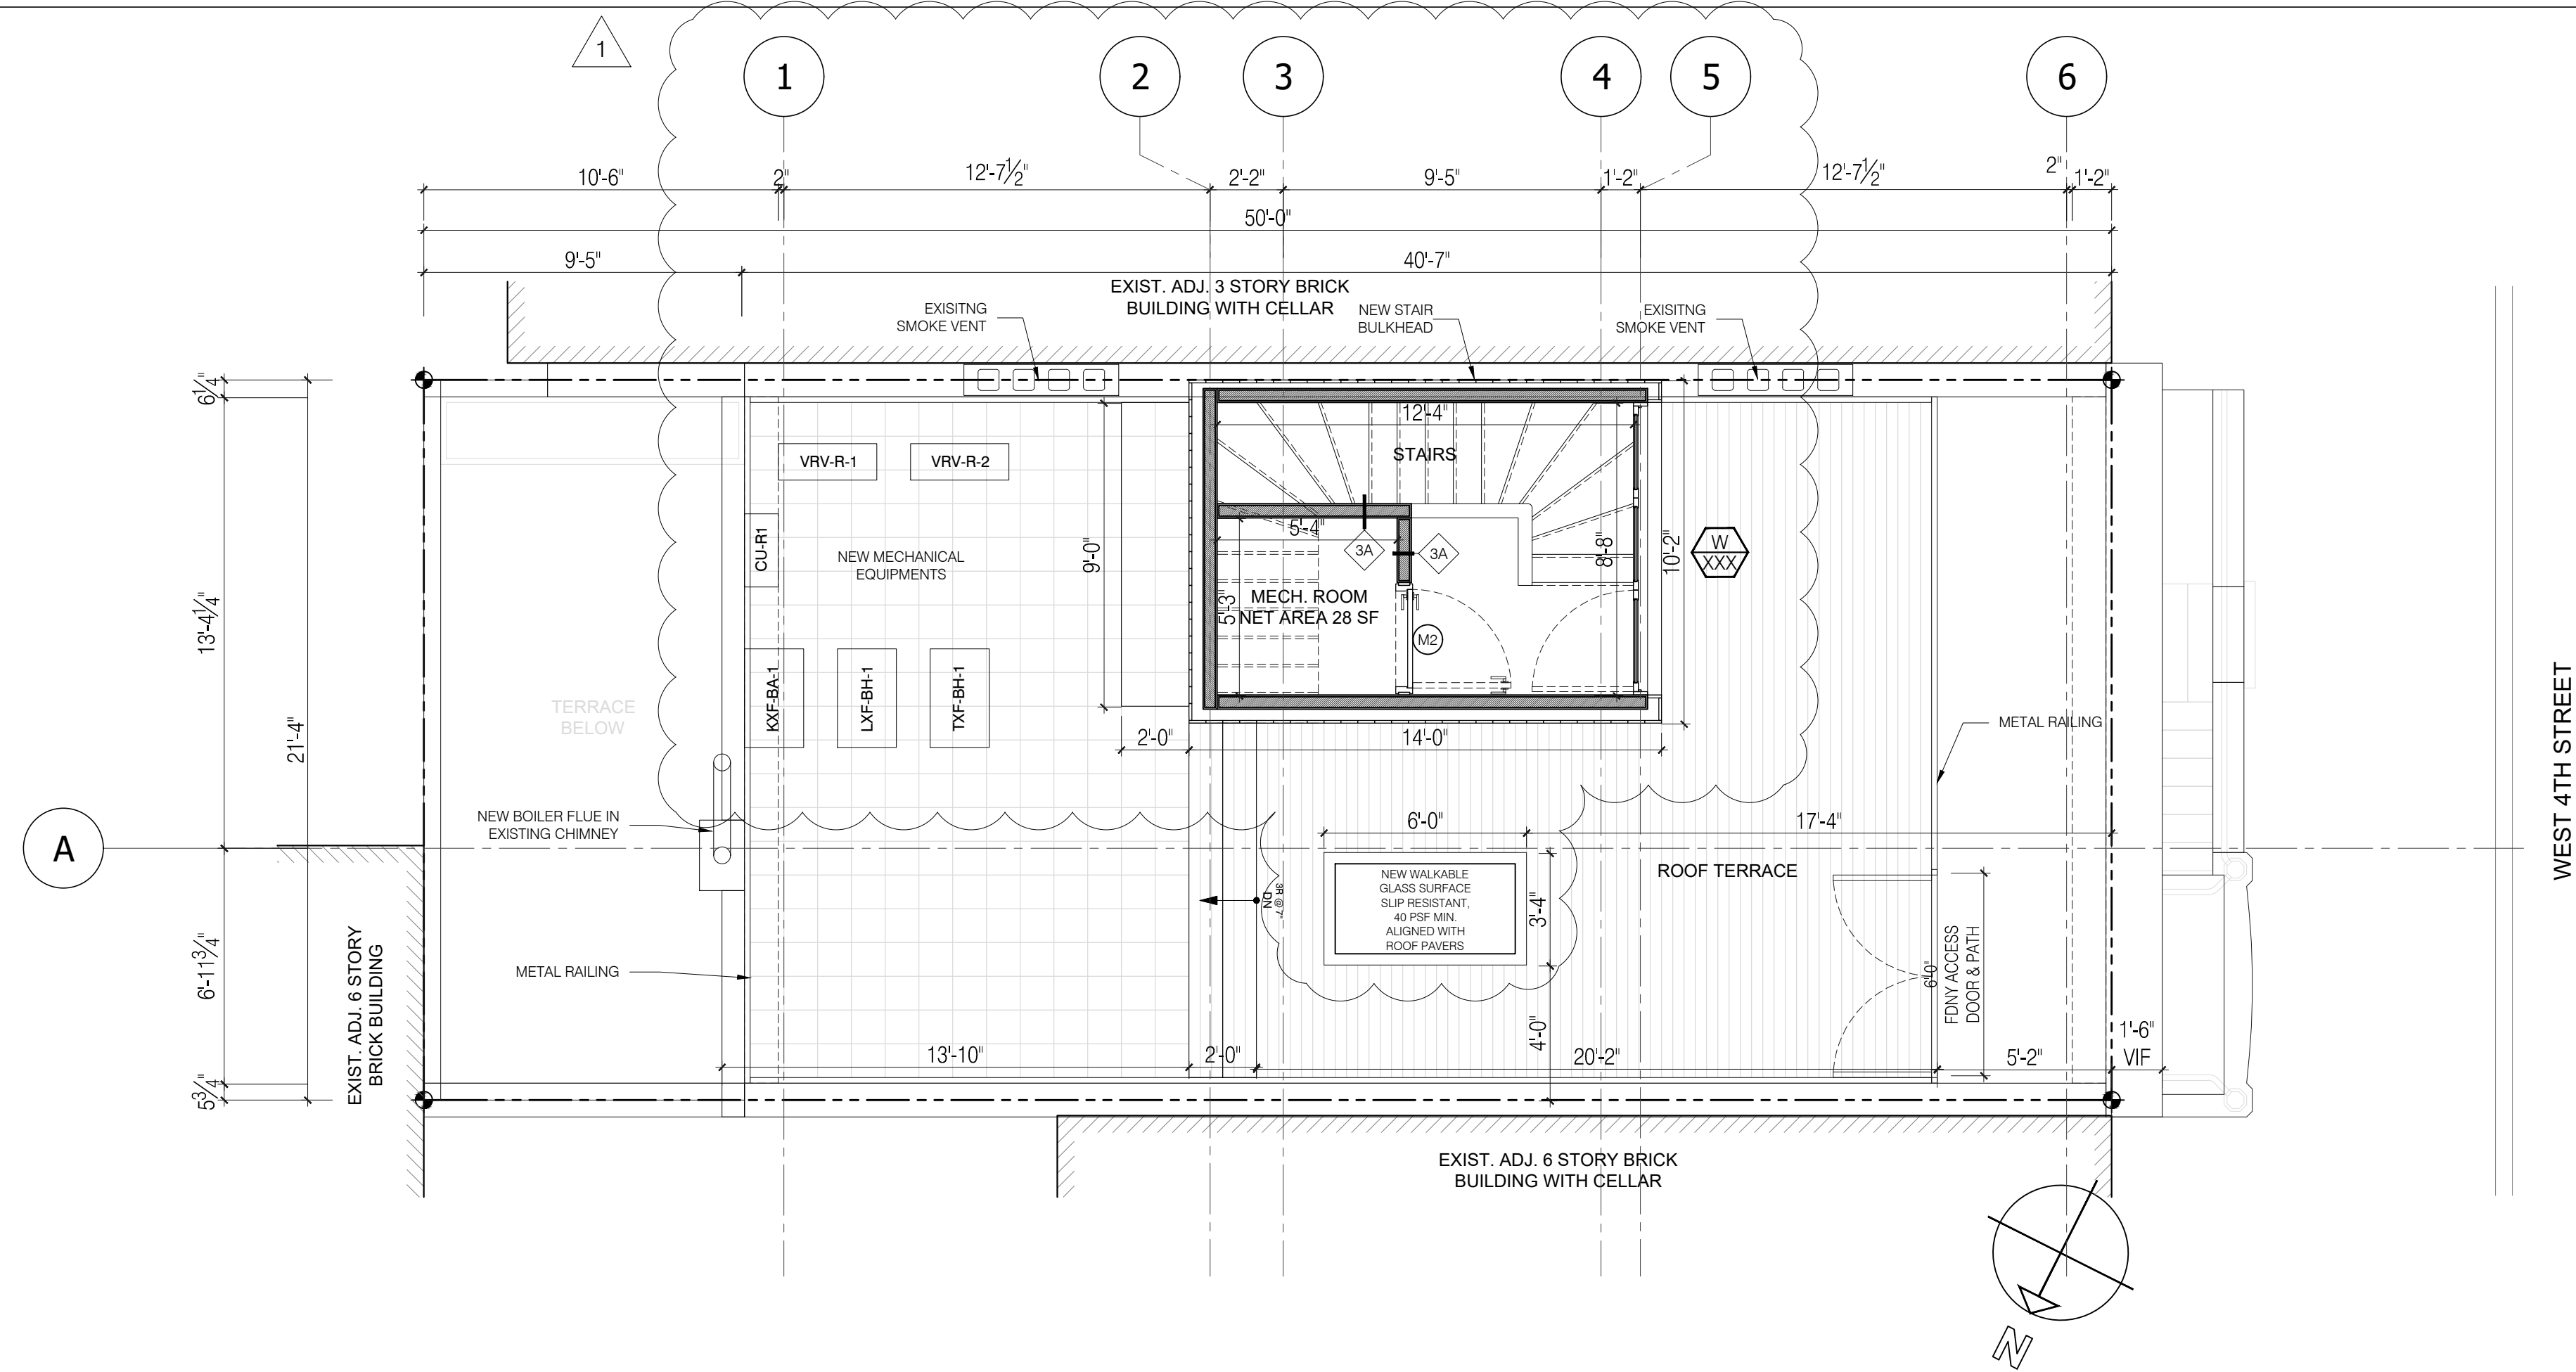 1
1
2
3
4
5
6
10'-6"
2"
12'-7½"
2'-2"
9'-5"
1'-2"
12'-7½"
2"
1'-2"
50'-0"
9'-5"
40'-7"
EXIST. ADJ. 3 STORY BRICK
BUILDING WITH CELLAR
EXISITNG
SMOKE VENT
NEW STAIR
BULKHEAD
EXISITNG
SMOKE VENT
6¼"
13'-4¼"
21'-4"
6'-11¾"
5¾"
A
12'-4"
STAIRS
VRV-R-1
VRV-R-2
CU-R1
NEW MECHANICAL
EQUIPMENTS
9'-0"
5'-4"
3A
3A
8'-8"
10'-2"
W
XXX
5'-3"
MECH. ROOM
NET AREA 28 SF
M2
KXF-BA-1
LXF-BH-1
TXF-BH-1
TERRACE
BELOW
2'-0"
14'-0"
METAL RAILING
WEST 4TH STREET
NEW BOILER FLUE IN
EXISTING CHIMNEY
6'-0"
17'-4"
ROOF TERRACE
NEW WALKABLE
GLASS SURFACE
SLIP RESISTANT,
40 PSF MIN.
ALIGNED WITH
ROOF PAVERS
3R @ 7"
DN
3'-4"
6'-0"
FDNY ACCESS
DOOR & PATH
METAL RAILING
EXIST. ADJ. 6 STORY
BRICK BUILDING
13'-10"
2'-0"
4'-0"
20'-2"
5'-2"
1'-6"
VIF
EXIST. ADJ. 6 STORY BRICK
BUILDING WITH CELLAR
N